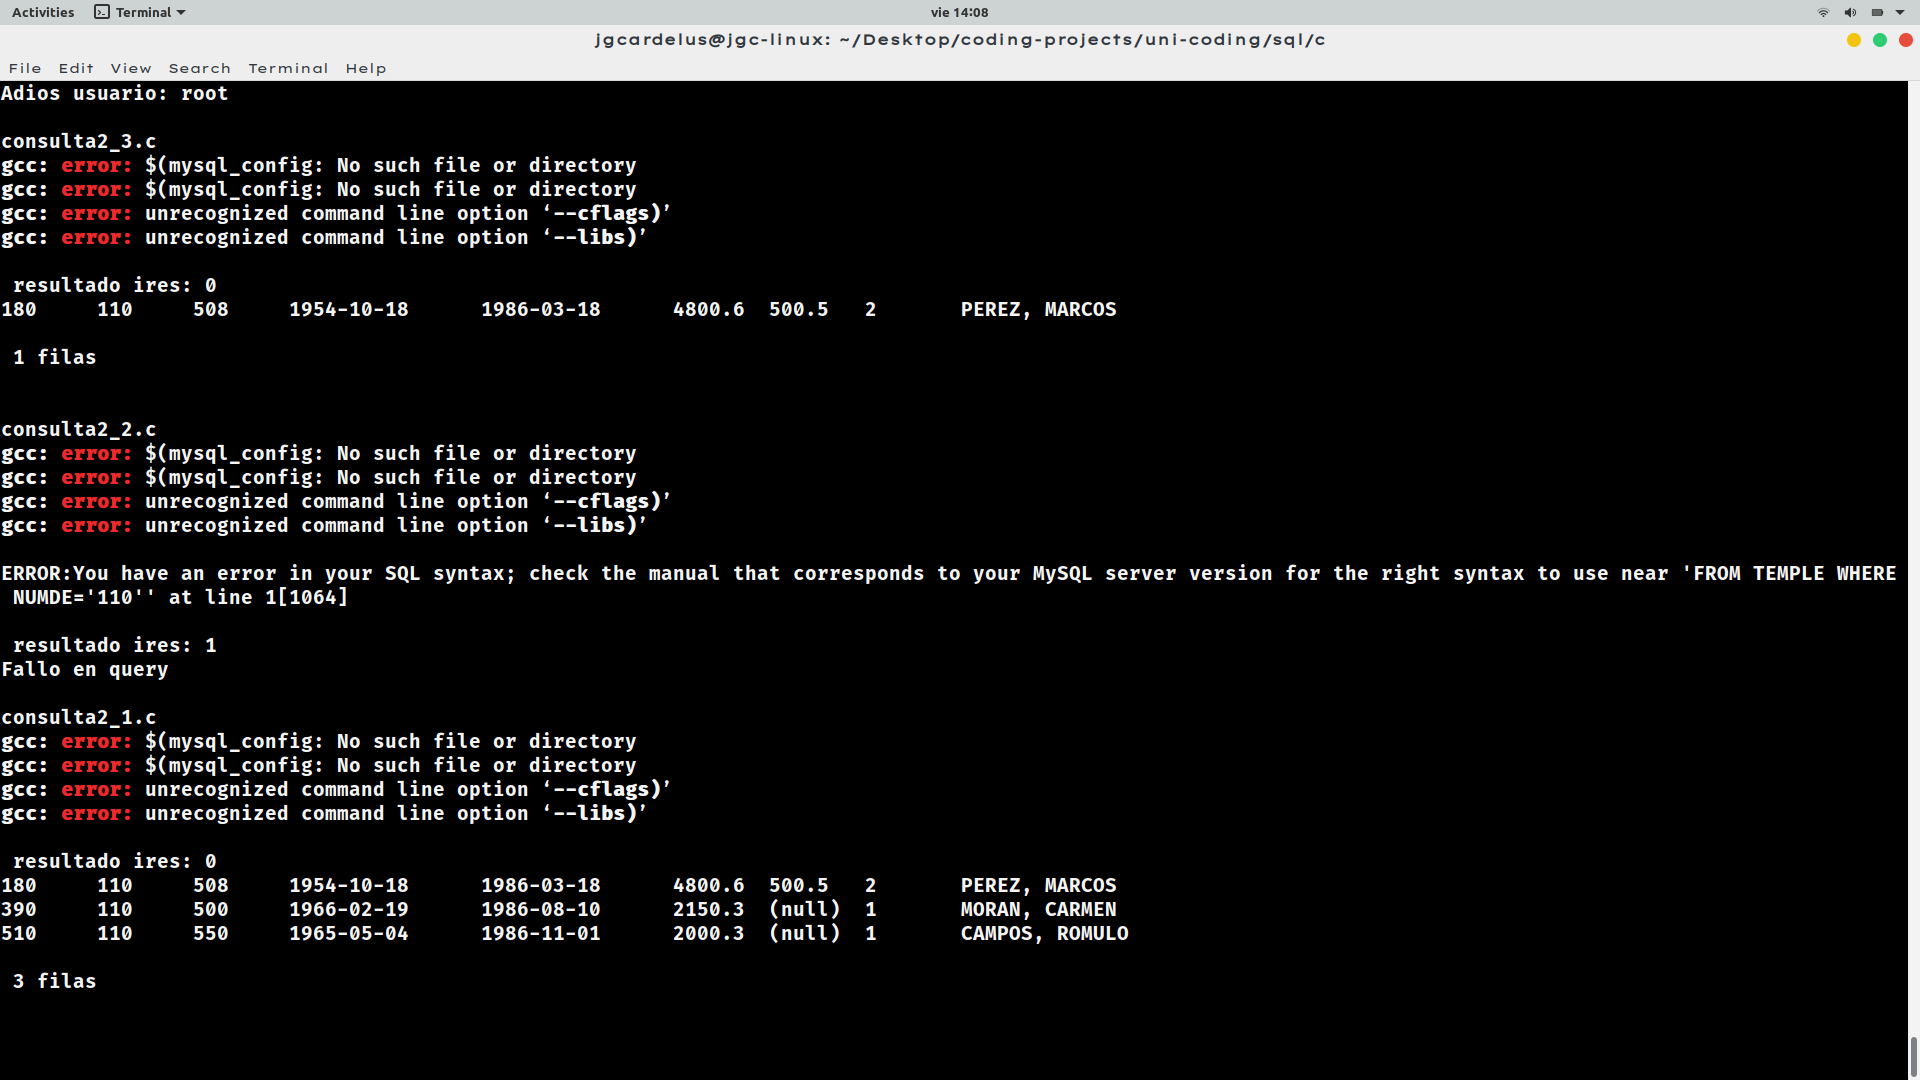 Activities Terminal vie 14:08
jgcardelus@jgc-linux: ~/Desktop/coding-projects/uni-coding/sql/c
File Edit View Search Terminal Help
Adios usuario: root
consulta2_3.c
gcc: error: $(mysql_config: No such file or directory
gcc: error: $(mysql_config: No such file or directory
gcc: error: unrecognized command line option ‘--cflags)’
gcc: error: unrecognized command line option ‘--libs)’
resultado ires: 0
180 110 508 1954-10-18 1986-03-18 4800.6 500.5 2 PEREZ, MARCOS
1 filas
consulta2_2.c
gcc: error: $(mysql_config: No such file or directory
gcc: error: $(mysql_config: No such file or directory
gcc: error: unrecognized command line option ‘--cflags)’
gcc: error: unrecognized command line option ‘--libs)’
ERROR:You have an error in your SQL syntax; check the manual that corresponds to your MySQL server version for the right syntax to use near 'FROM TEMPLE WHERE
NUMDE='110'' at line 1[1064]
resultado ires: 1
Fallo en query
consulta2_1.c
gcc: error: $(mysql_config: No such file or directory
gcc: error: $(mysql_config: No such file or directory
gcc: error: unrecognized command line option ‘--cflags)’
gcc: error: unrecognized command line option ‘--libs)’
resultado ires: 0
180 110 508 1954-10-18 1986-03-18 4800.6 500.5 2 PEREZ, MARCOS
390 110 500 1966-02-19 1986-08-10 2150.3 (null) 1 MORAN, CARMEN
510 110 550 1965-05-04 1986-11-01 2000.3 (null) 1 CAMPOS, ROMULO
3 filas